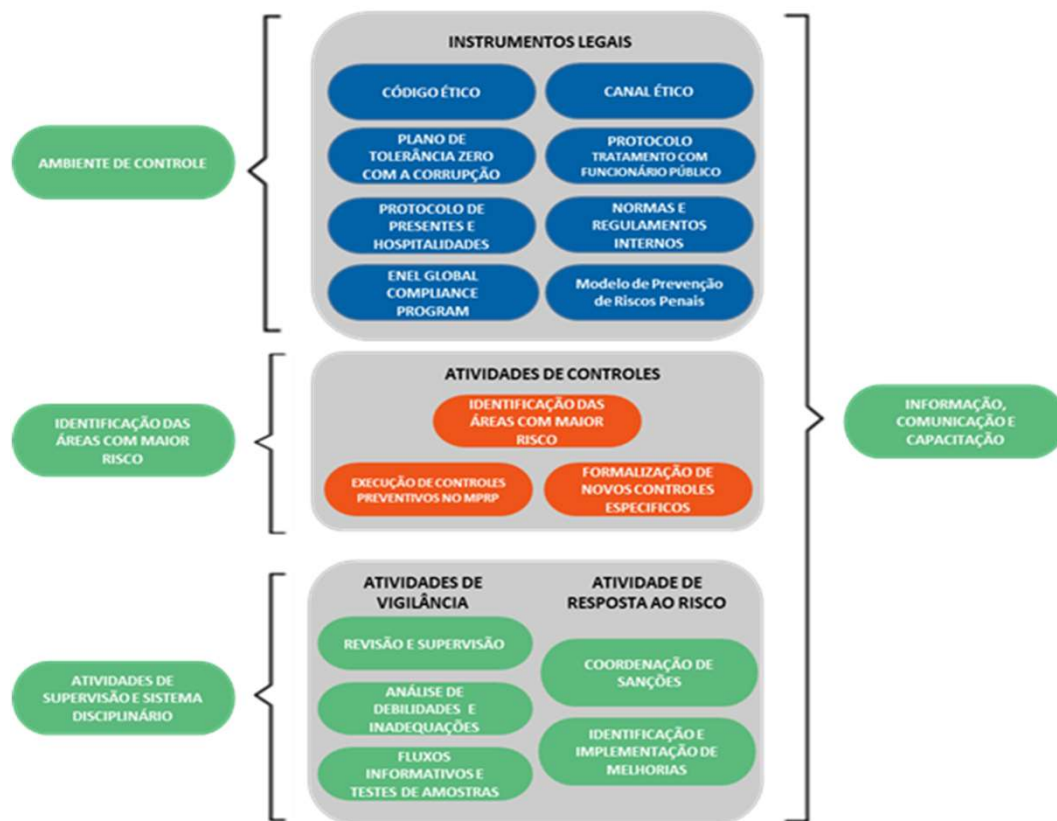 AMBIENTE DE CONTROLE
INSTRUMENTOS LEGAIS
CÓDIGO ÉTICO
CANAL ÉTICO
PLANO DE
TOLERÂNCIA ZERO
COM A CORRUPÇÃO
PROTOCOLO
TRATAMENTO COM
FUNCIONÁRIO PÚBLICO
PROTOCOLO DE
PRESENTES E
HOSPITALIDADES
NORMAS E
REGULAMENTOS
INTERNOS
ENEL GLOBAL
COMPLIANCE
PROGRAM
Modelo de Prevenção
de Riscos Penais
IDENTIFICAÇÃO DAS
ÁREAS COM MAIOR
RISCO
ATIVIDADES DE CONTROLES
IDENTIFICAÇÃO DAS
ÁREAS COM MAIOR
RISCO
EXECUÇÃO DE CONTROLES
PREVENTIVOS NO MPRP
FORMALIZAÇÃO DE
NOVOS CONTROLES
ESPECIFICOS
ATIVIDADES DE
SUPERVISÃO E SISTEMA
DISCIPLINÁRIO
ATIVIDADES DE
VIGILÂNCIA
REVISÃO E SUPERVISÃO
ANÁLISE DE
DEBILIDADES E
INADEQUAÇÕES
FLUXOS
INFORMATIVOS E
TESTES DE AMOSTRAS
ATIVIDADE DE
RESPOSTA AO RISCO
COORDENAÇÃO DE
SANÇÕES
IDENTIFICAÇÃO E
IMPLEMENTAÇÃO DE
MELHORIAS
INFORMAÇÃO,
COMUNICAÇÃO E
CAPACITAÇÃO